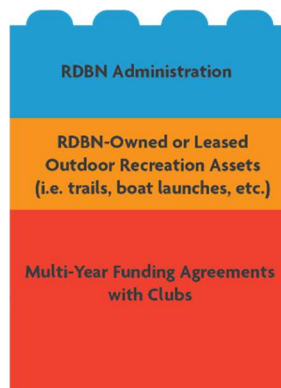 RDBN Administration
RDBN-Owned or Leased
Outdoor Recreation Assets
(i.e. trails, boat launches, etc.)
Multi-Year Funding Agreements
with Clubs